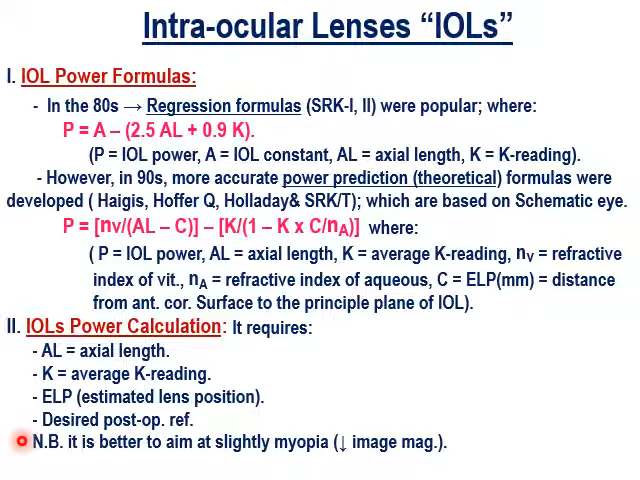 Intra-ocular Lenses “IOLs”
I. IOL Power Formulas:
- In the 80s → Regression formulas (SRK-I, II) were popular; where:
P = A – (2.5 AL + 0.9 K).
(P = IOL power, A = IOL constant, AL = axial length, K = K-reading).
- However, in 90s, more accurate power prediction (theoretical) formulas were
developed ( Haigis, Hoffer Q, Holladay& SRK/T); which are based on Schematic eye.
P = [nv/(AL – C)] – [K/(1 – K x C/nA)] where:
( P = IOL power, AL = axial length, K = average K-reading, nv = refractive
index of vit., nA = refractive index of aqueous, C = ELP(mm) = distance
from ant. cor. Surface to the principle plane of IOL).
II. IOLs Power Calculation: It requires:
- AL = axial length.
- K = average K-reading.
- ELP (estimated lens position).
- Desired post-op. ref.
N.B. it is better to aim at slightly myopia (↓ image mag.).